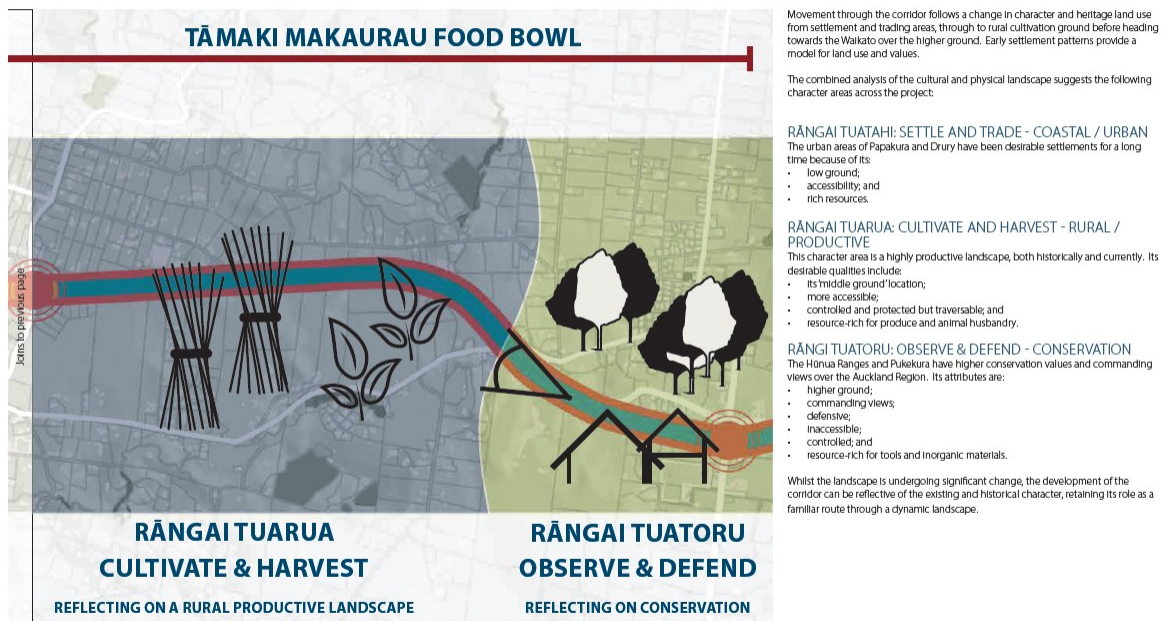 TĀMAKI MAKAURAU FOOD BOWL
Joins to previous page
RĀNGAI TUARUA
CULTIVATE & HARVEST
REFLECTING ON A RURAL PRODUCTIVE LANDSCAPE
RĀNGAI TUATORU
OBSERVE & DEFEND
REFLECTING ON CONSERVATION
Movement through the corridor follows a change in character and heritage land use
from settlement and trading areas, through to rural cultivation ground before heading
towards the Waikato over the higher ground. Early settlement patterns provide a
model for land use and values.
The combined analysis of the cultural and physical landscape suggests the following
character areas across the project:
RĀNGAI TUATAHI: SETTLE AND TRADE - COASTAL / URBAN
The urban areas of Papakura and Drury have been desirable settlements for a long
time because of its:
• low ground;
• accessibility; and
• rich resources.
RĀNGAI TUARUA: CULTIVATE AND HARVEST - RURAL /
PRODUCTIVE
This character area is a highly productive landscape, both historically and currently. Its
desirable qualities include:
• its 'middle ground' location;
• more accessible;
• controlled and protected but traversable; and
• resource-rich for produce and animal husbandry.
RĀNGI TUATORU: OBSERVE & DEFEND - CONSERVATION
The Hūnua Ranges and Pukekura have higher conservation values and commanding
views over the Auckland Region. Its attributes are:
• higher ground;
• commanding views;
• defensive;
• inaccessible;
• controlled; and
• resource-rich for tools and inorganic materials.
Whilst the landscape is undergoing significant change, the development of the
corridor can be reflective of the existing and historical character, retaining its role as a
familiar route through a dynamic landscape.